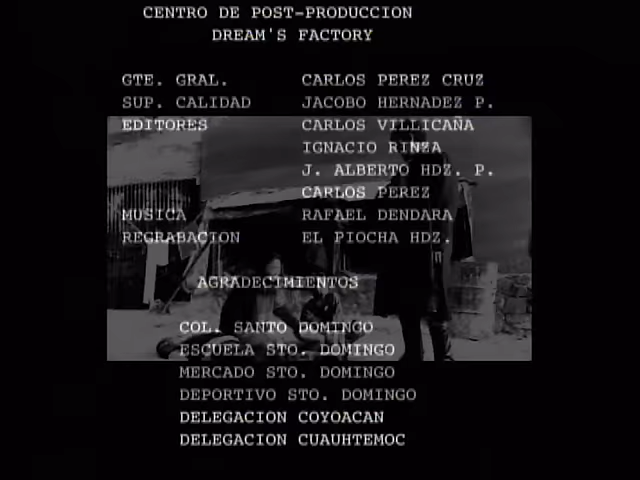 CENTRO DE POST-PRODUCCION
DREAM'S FACTORY
GTE. GRAL. CARLOS PEREZ CRUZ
SUP. CALIDAD JACOBO HERNADEZ P.
EDITORES CARLOS VILLICAÑA
IGNACIO RINZA
J. ALBERTO HDZ. P.
CARLOS PEREZ
MUSICA RAFAEL DENDARA
REGRABACION EL PIOCHA HDZ.
AGRADECIMIENTOS
COL. SANTO DOMINGO
ESCUELA STO. DOMINGO
MERCADO STO. DOMINGO
DEPORTIVO STO. DOMINGO
DELEGACION COYOACAN
DELEGACION CUAUHTEMOC